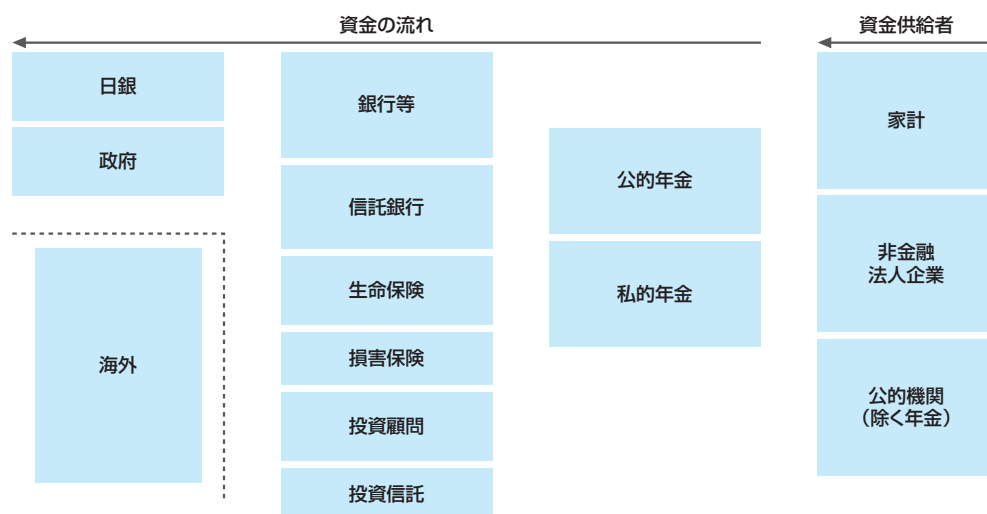 資金の流れ
資金供給者
日銀
政府
海外
銀行等
信託銀行
生命保険
損害保険
投資顧問
投資信託
公的年金
私的年金
家計
非金融
法人企業
公的機関
（除く年金）